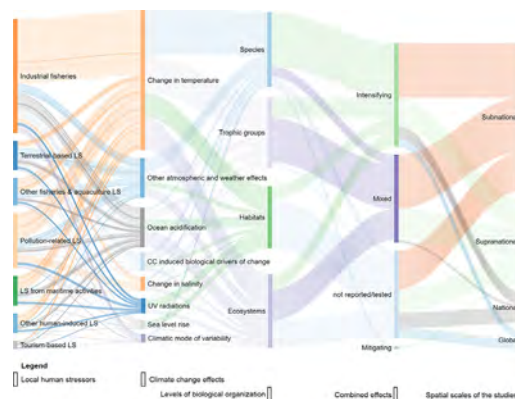 Industrial fisheries
Terrestrial-based LS
Other fisheries & aquaculture LS
Pollution-related LS
LS from maritime activities
Other human-induced LS
Tourism-based LS
Change in temperature
Other atmospheric and weather effects
Ocean acidification
CC induced biological drivers of change
Change in salinity
UV radiations
Sea level rise
Climatic mode of variability
Species
Trophic groups
Habitats
Ecosystems
Intensifying
Mixed
not reported/tested
Mitigating
Subnation
Supranation
Nation
Globa
Legend
Local human stressors
Climate change effects
Levels of biological organization
Combined effects
Spatial scales of the studies